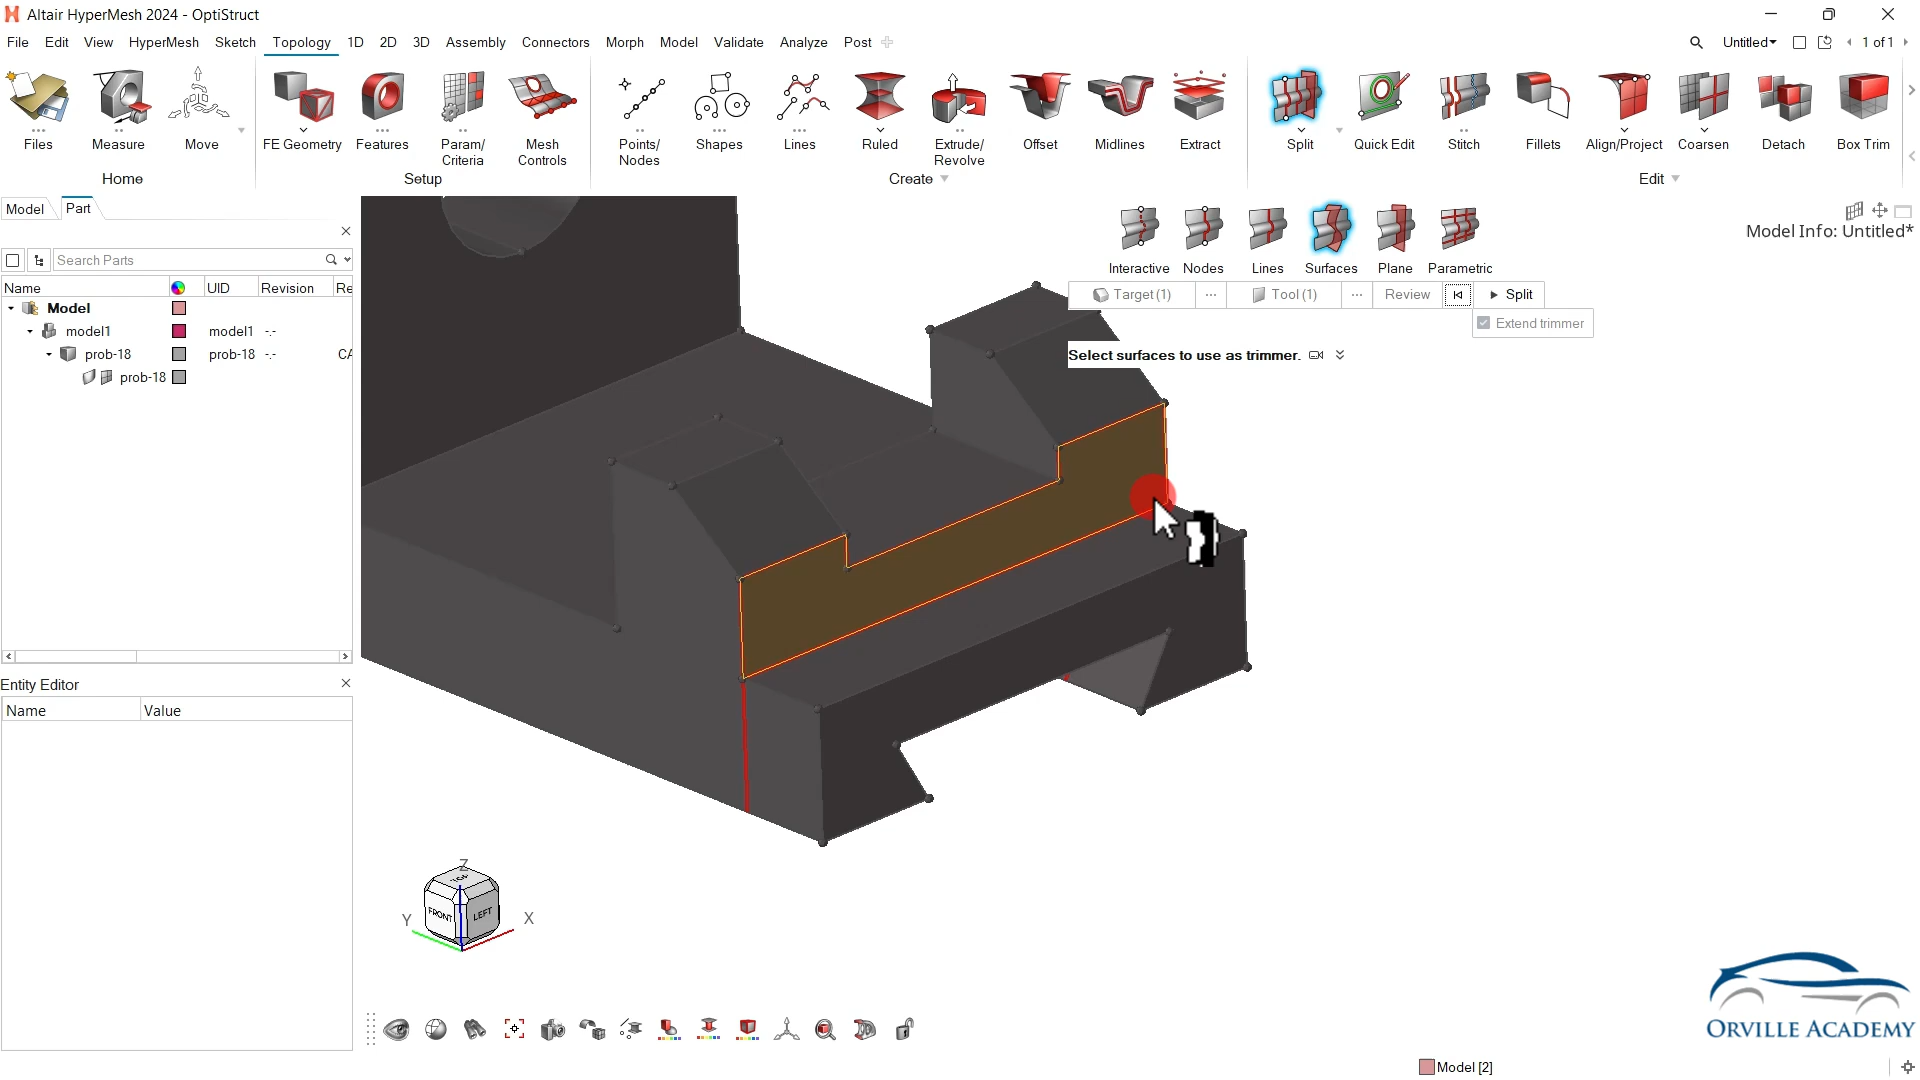 Altair HyperMesh 2024 - OptiStruct
File Edit View HyperMesh Sketch Topology 1D 2D 3D Assembly Connectors Morph Model Validate Analyze Post
Untitled* 1 of 1
Files Measure Move FE Geometry Features Param/ Criteria Mesh Controls Points/ Nodes Shapes Lines Ruled Extrude/ Revolve Offset Midlines Extract Split Quick Edit Stitch Fillets Align/Project Coarsen Detach Box Trim
Home Setup Create Edit
Model Part
Search Parts
Name UID Revision Re
Model
model1 model1 -.-
prob-18 prob-18 -.- CA
prob-18
Interactive Nodes Lines Surfaces Plane Parametric
Target (1) ... Tool (1) ... Review Split
Extend trimmer
Select surfaces to use as trimmer.
Model Info: Untitled*
Entity Editor
Name Value
Z
TOP
FRONT LEFT
Y X
ORVILLE ACADEMY
Model [2]